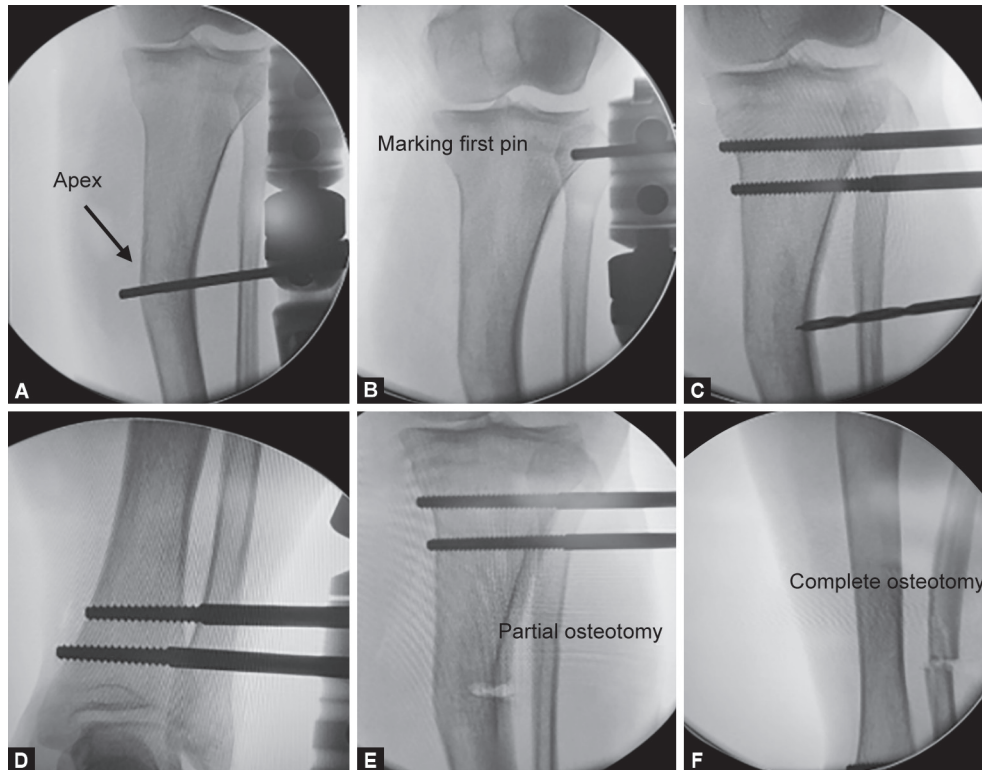 Apex
A
Marking first pin
B
C
D
Partial osteotomy
E
Complete osteotomy
F